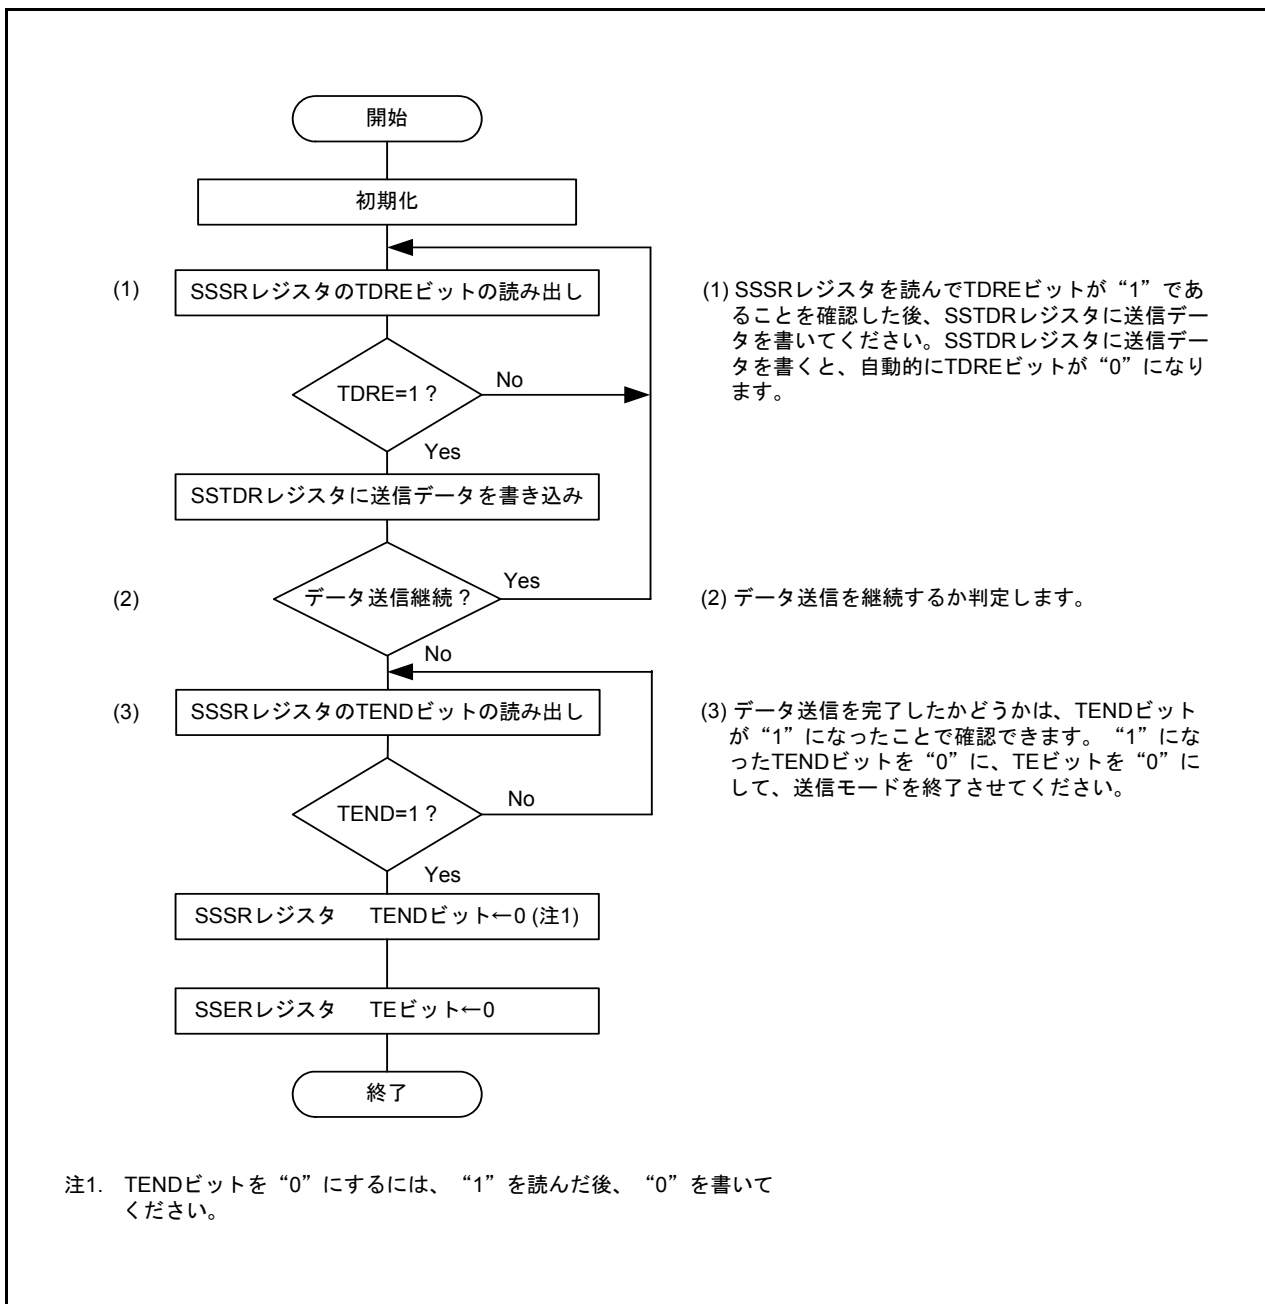 開始
初期化
(1)
SSSRレジスタのTDREビットの読み出し
TDRE=1？
No
Yes
SSTDRレジスタに送信データを書き込み
(2)
データ送信継続？
Yes
No
(3)
SSSRレジスタのTENDビットの読み出し
TEND=1？
No
Yes
SSSRレジスタ　TENDビット←0 (注1)
SSERレジスタ　TEビット←0
終了
(1) SSSRレジスタを読んでTDREビットが“1”であ
ることを確認した後、SSTDRレジスタに送信デー
タを書いてください。SSTDRレジスタに送信デー
タを書くと、自動的にTDREビットが“0”になり
ます。
(2) データ送信を継続するか判定します。
(3) データ送信を完了したかどうかは、TENDビット
が“1”になったことで確認できます。“1”にな
ったTENDビットを“0”に、TEビットを“0”に
して、送信モードを終了させてください。
注1.　TENDビットを“0”にするには、“1”を読んだ後、“0”を書いて
ください。